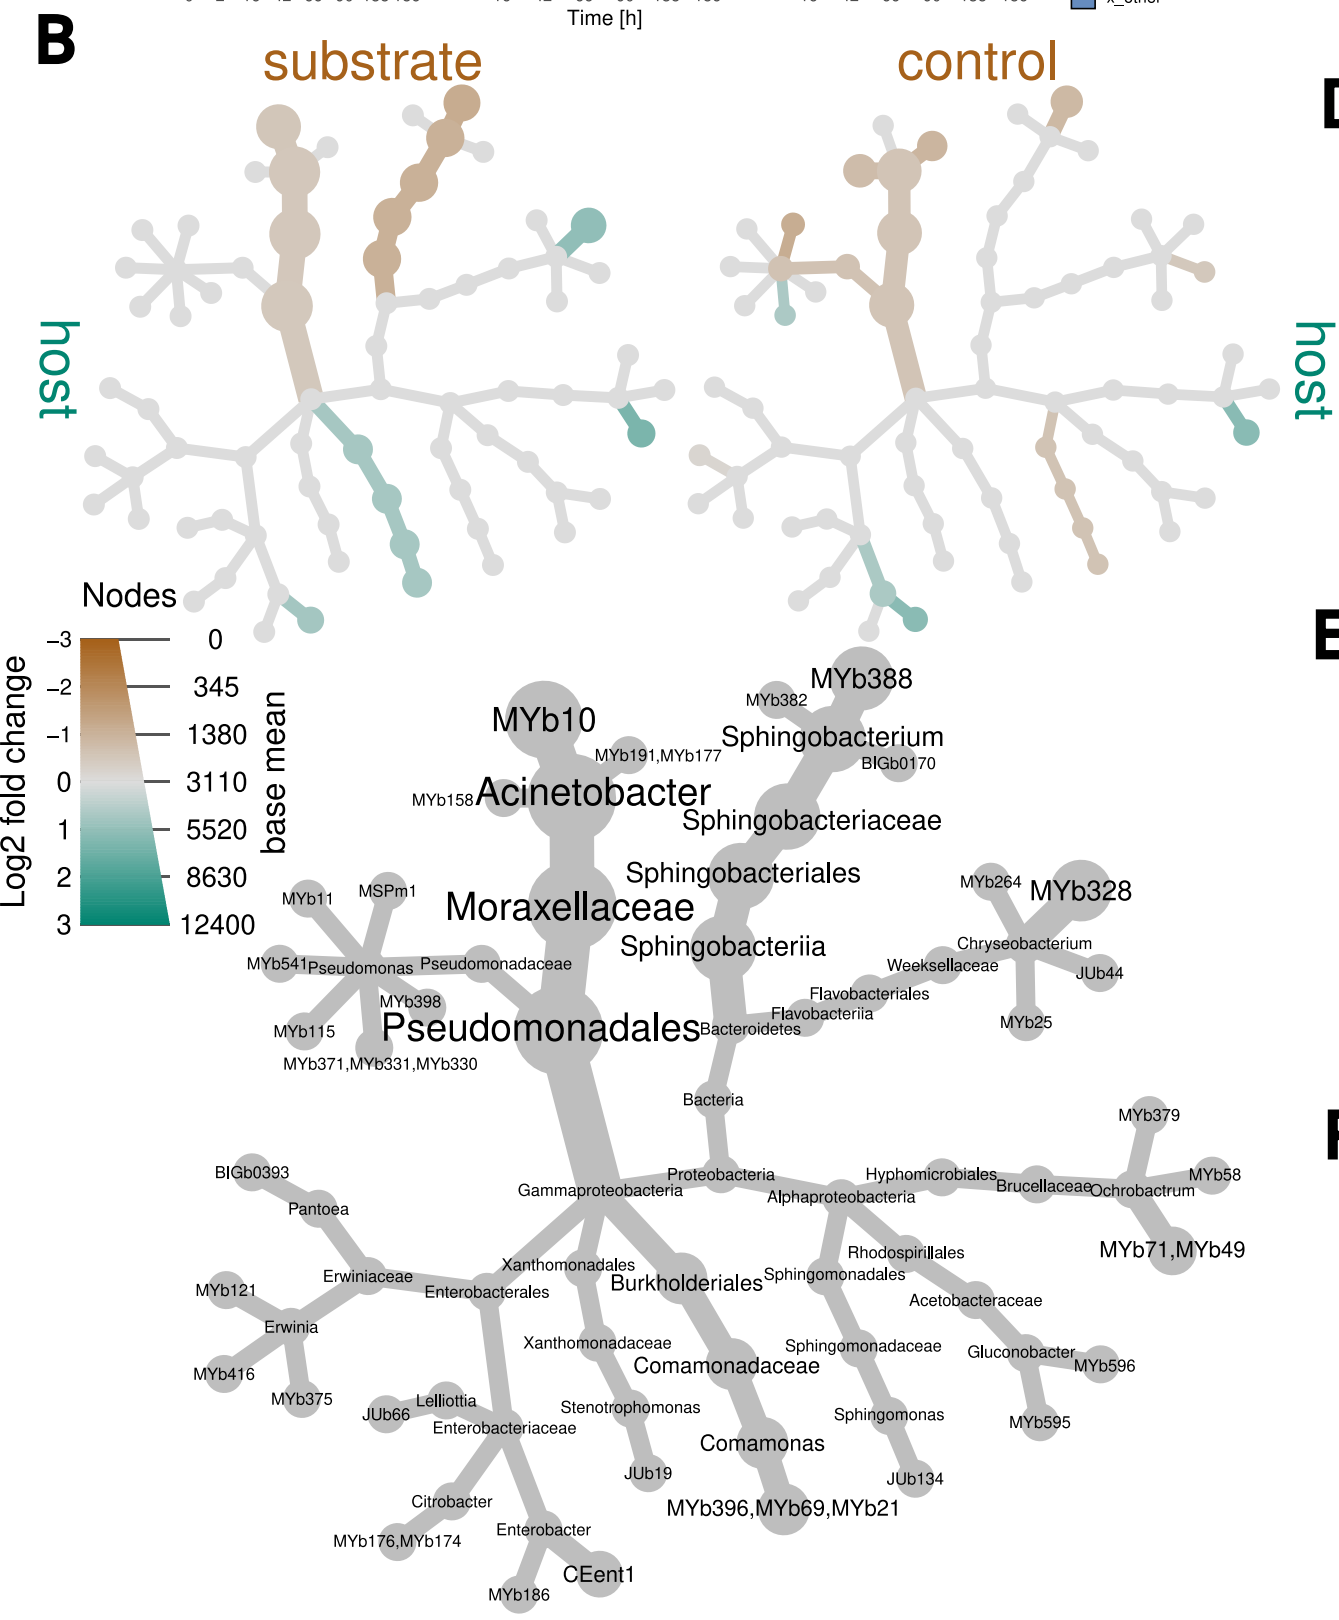 Time [h]
x_other
B
substrate
control
host
host
Nodes
Log2 fold change
base mean
−3 0
−2 345
−1 1380
0 3110
1 5520
2 8630
3 12400
E
MYb388
MYb382
MYb10
Sphingobacterium
MYb191,MYb177
BIGb0170
MYb158
Acinetobacter
Sphingobacteriaceae
Sphingobacteriales
MYb264
MYb328
MYb11
MSPm1
Moraxellaceae
Sphingobacteriia
Chryseobacterium
MYb541
Pseudomonas
Pseudomonadaceae
Weeksellaceae
JUb44
Flavobacteriales
MYb398
Flavobacteriia
MYb115
Pseudomonadales
Bacteroidetes
MYb25
MYb371,MYb331,MYb330
Bacteria
MYb379
BIGb0393
Proteobacteria
Hyphomicrobiales
MYb58
Gammaproteobacteria
Alphaproteobacteria
Brucellaceae
Ochrobactrum
Pantoea
MYb71,MYb49
Rhodospirillales
Xanthomonadales
Erwiniaceae
Burkholderiales
Sphingomonadales
MYb121
Enterobacterales
Acetobacteraceae
Erwinia
Xanthomonadaceae
Sphingomonadaceae
Gluconobacter
Comamonadaceae
MYb596
MYb416
MYb375
Lelliottia
Stenotrophomonas
JUb66
Sphingomonas
MYb595
Enterobacteriaceae
Comamonas
JUb19
JUb134
Citrobacter
MYb396,MYb69,MYb21
Enterobacter
MYb176,MYb174
CEent1
MYb186